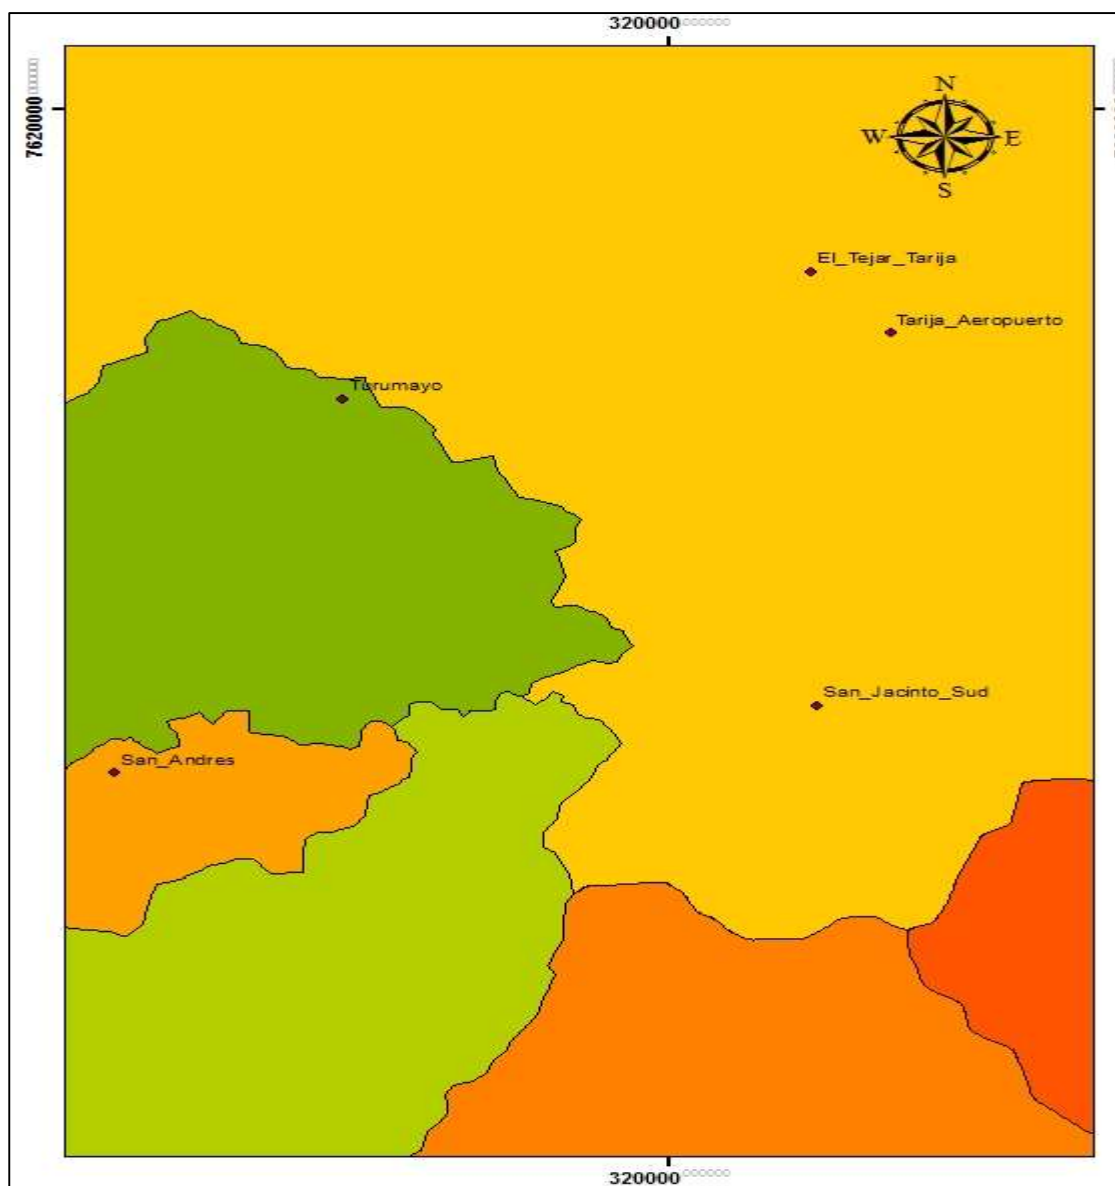 320000
7620000
N
W E
S
El_Tejar_Tarija
Tarija_Aeropuerto
Turumayo
San_Jacinto_Sud
San_Andres
320000